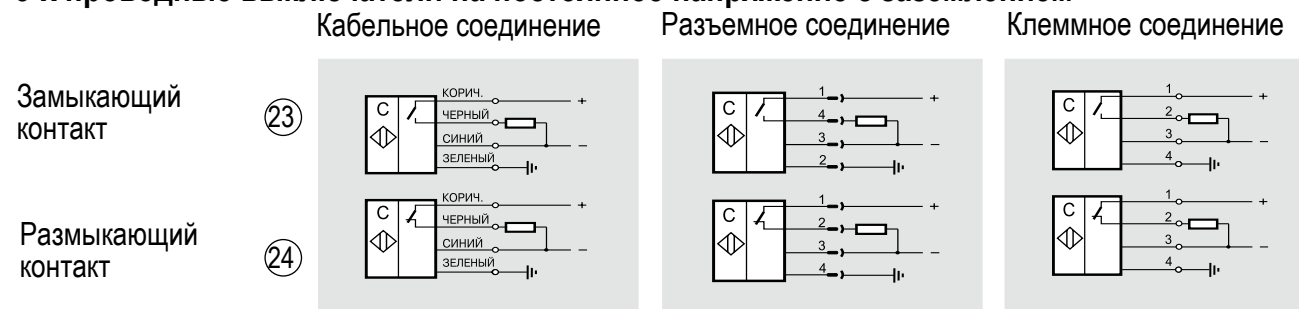 Кабельное соединение
Разъемное соединение
Клеммное соединение
Замыкающий
контакт
23
С
КОРИЧ.
ЧЕРНЫЙ
СИНИЙ
ЗЕЛЕНЫЙ
+
–
С
1
4
3
2
+
–
С
1
2
3
4
+
–
Размыкающий
контакт
24
С
КОРИЧ.
ЧЕРНЫЙ
СИНИЙ
ЗЕЛЕНЫЙ
+
–
С
1
2
3
4
+
–
С
1
2
3
4
+
–